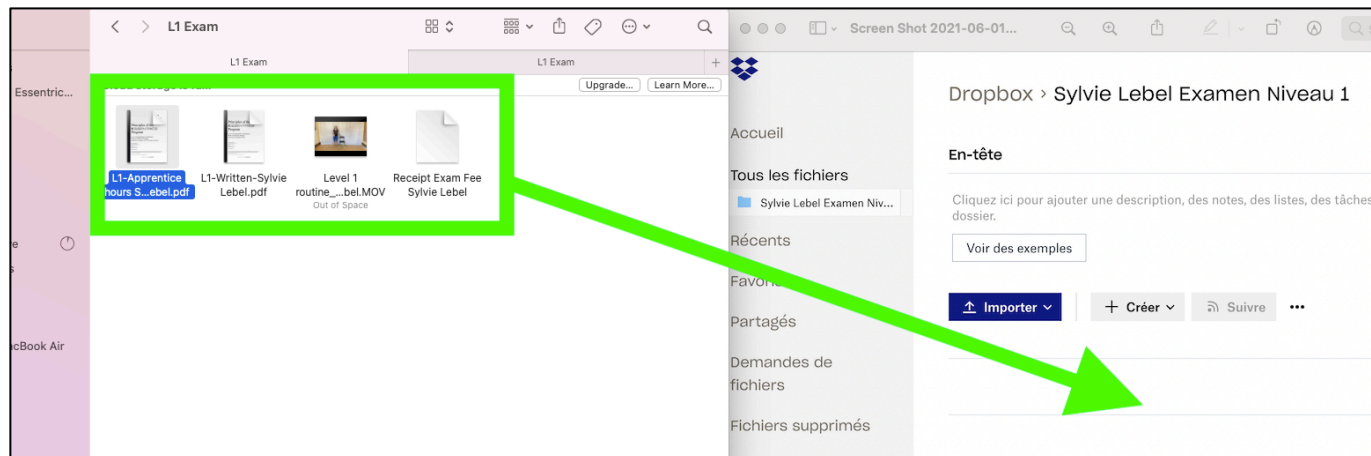 L1 Exam
L1 Exam
L1 Exam
Essentric...
Upgrade...
Learn More...
L1-Apprentice
hours S...ebel.pdf
L1-Written-Sylvie
Lebel.pdf
Level 1
routine_...bel.MOV
Out of Space
Receipt Exam Fee
Sylvie Lebel
cBook Air
Screen Shot 2021-06-01...
Accueil
Tous les fichiers
Sylvie Lebel Examen Niv...
Récents
Partagés
Demandes de
fichiers
Fichiers supprimés
Dropbox › Sylvie Lebel Examen Niveau 1
En-tête
Cliquez ici pour ajouter une description, des notes, des listes, des tâches
dossier.
Voir des exemples
Importer
+ Créer
Suivre